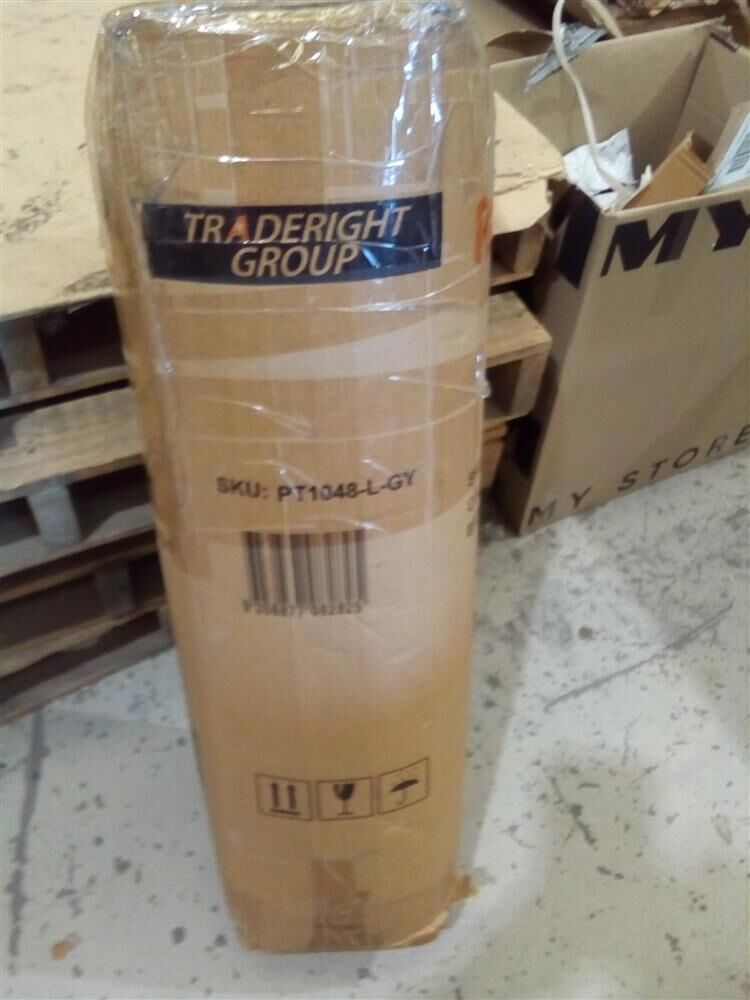 TRADERIGHT
GROUP
SKU: PT1048-L-GY
MY
MY STORE